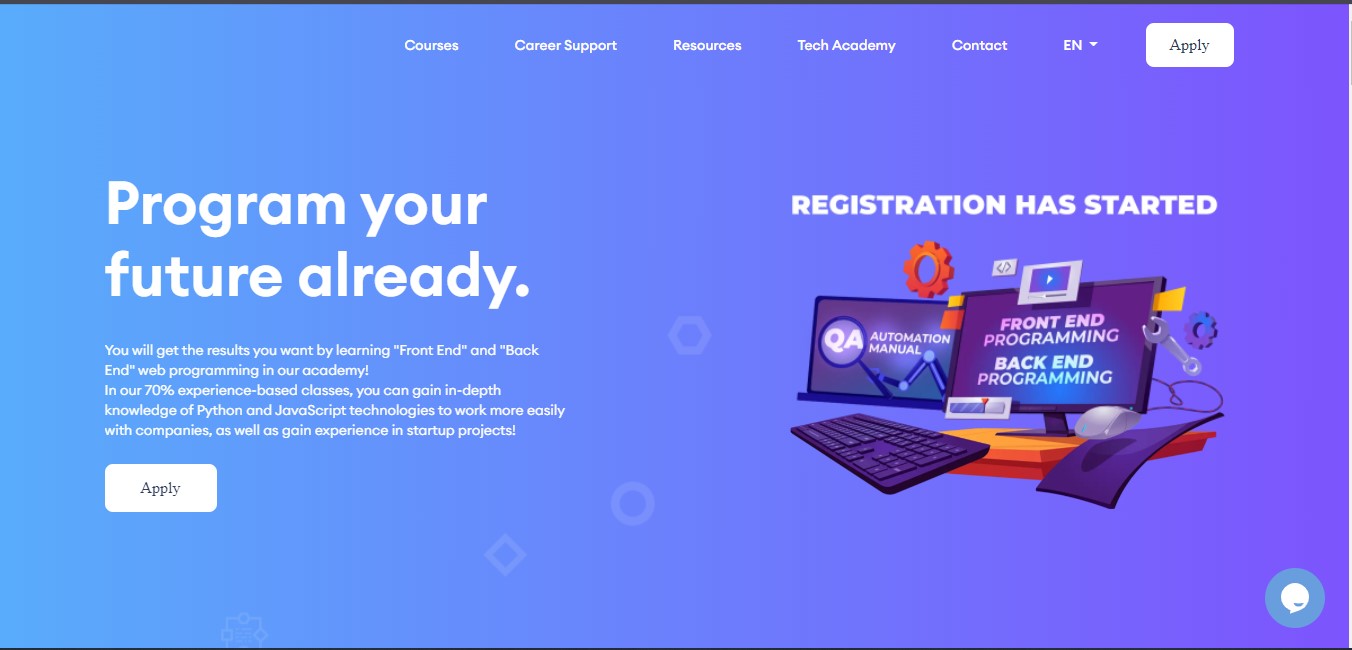 Courses
Career Support
Resources
Tech Academy
Contact
EN
Apply
Program your
future already.
You will get the results you want by learning "Front End" and "Back
End" web programming in our academy!
In our 70% experience-based classes, you can gain in-depth
knowledge of Python and JavaScript technologies to work more easily
with companies, as well as gain experience in startup projects!
Apply
REGISTRATION HAS STARTED
</>
QA
AUTOMATION
MANUAL
FRONT END
PROGRAMMING
BACK END
PROGRAMMING